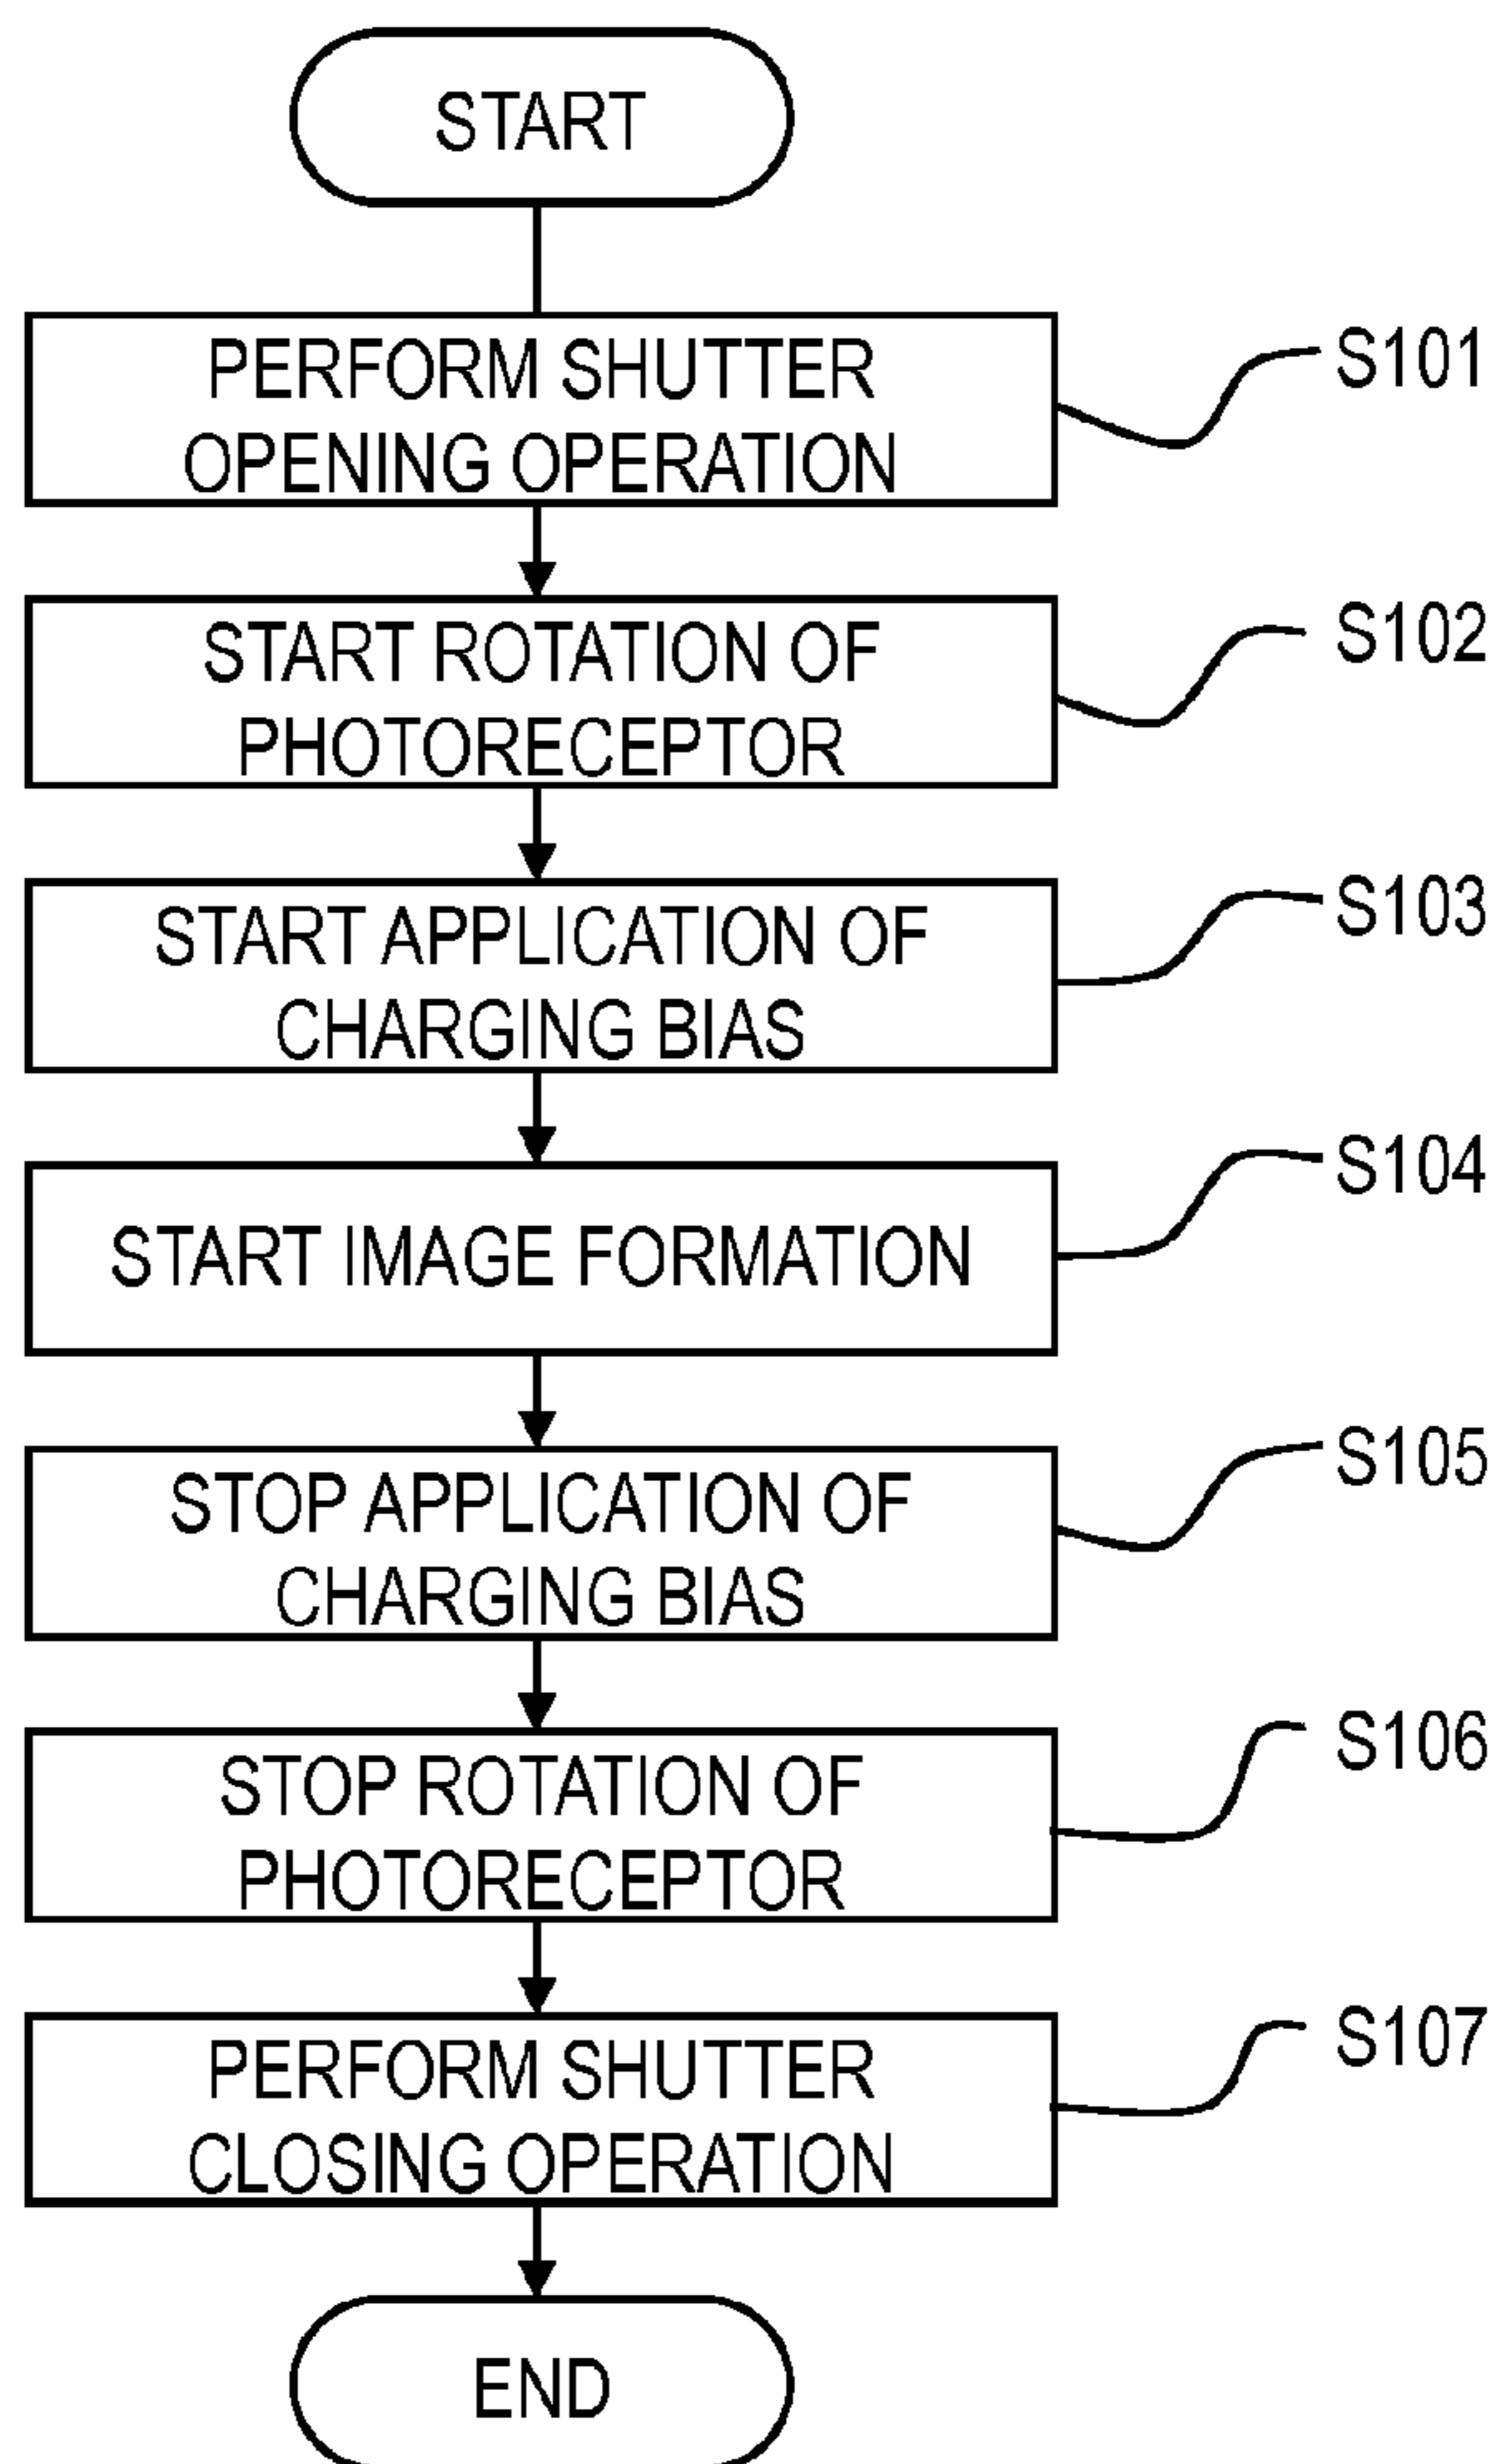 START
PERFORM SHUTTER
OPENING OPERATION
S101
START ROTATION OF
PHOTORECEPTOR
S102
START APPLICATION OF
CHARGING BIAS
S103
START IMAGE FORMATION
S104
STOP APPLICATION OF
CHARGING BIAS
S105
STOP ROTATION OF
PHOTORECEPTOR
S106
PERFORM SHUTTER
CLOSING OPERATION
S107
END